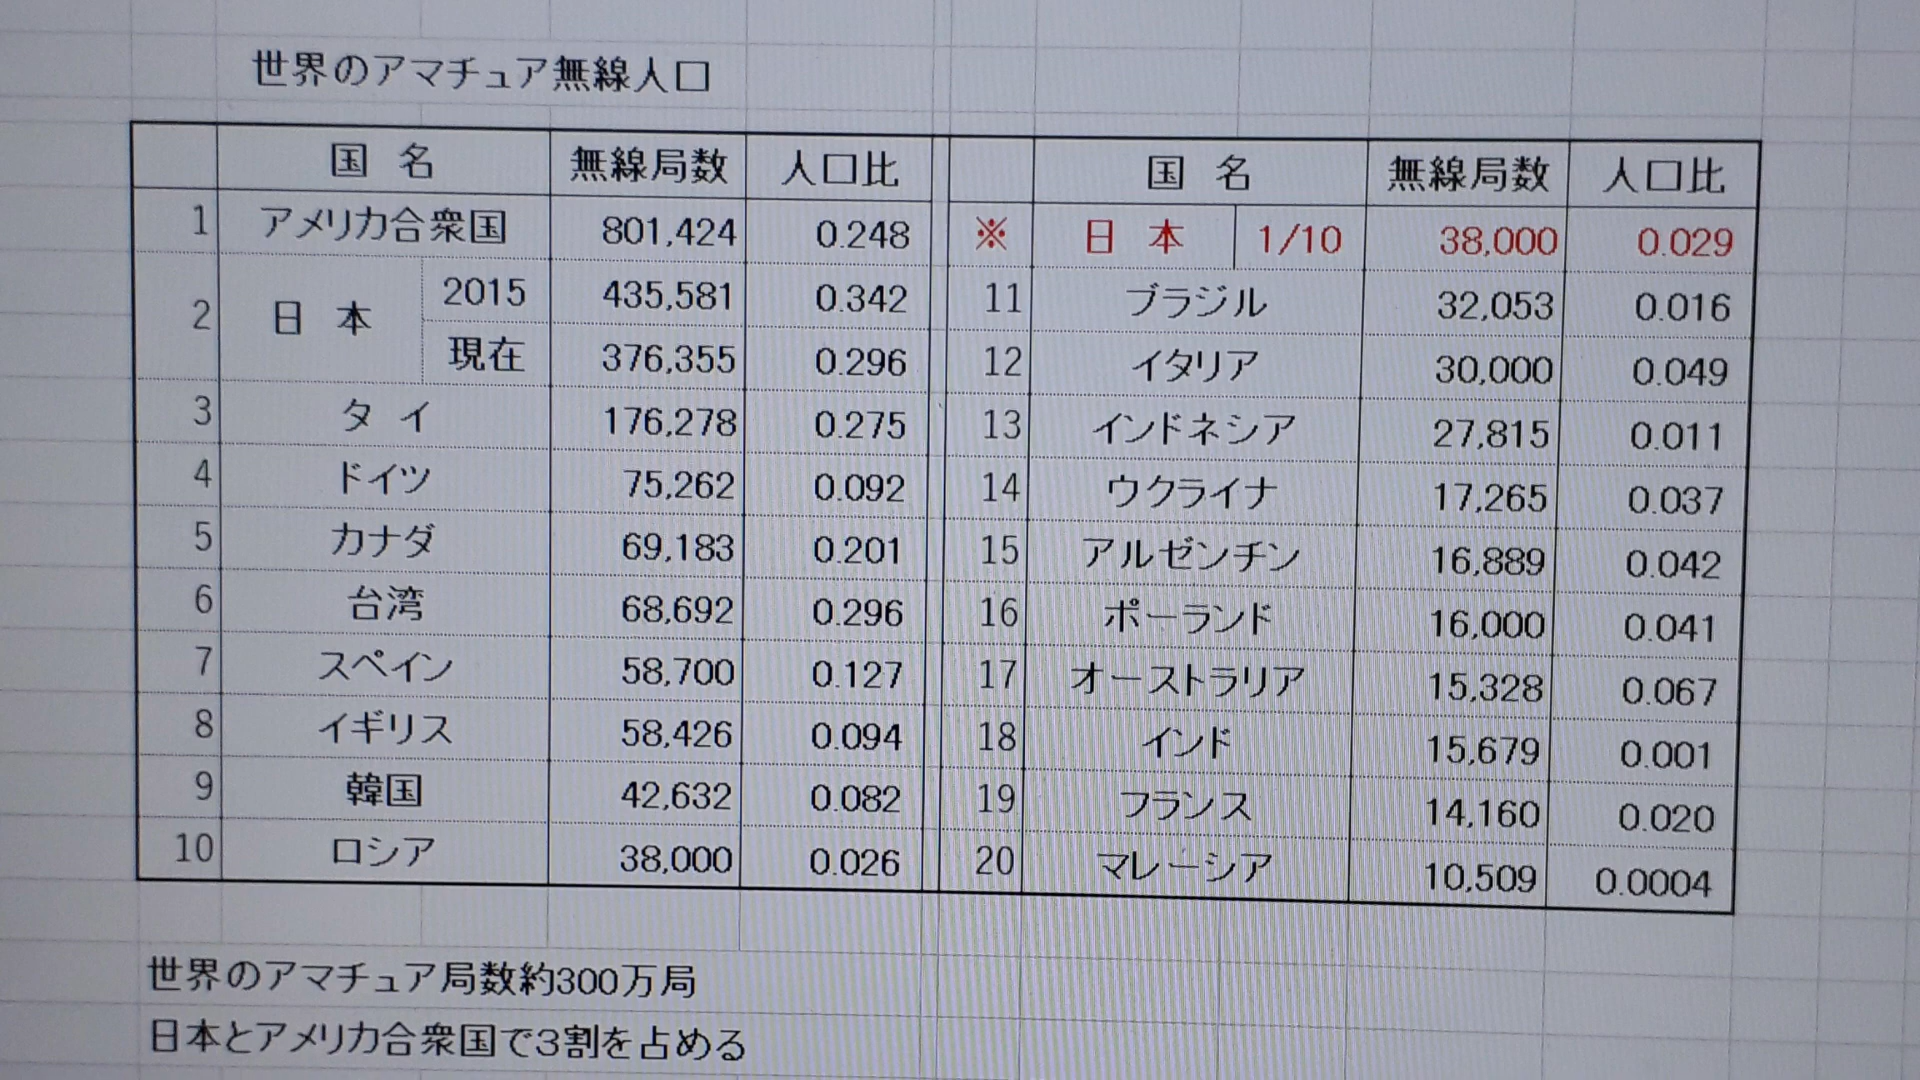 世界のアマチュア無線人口
国 名 無線局数 人口比 国 名 無線局数 人口比
1 アメリカ合衆国 801,424 0.248 ※ 日 本 1/10 38,000 0.029
2 日 本 2015 435,581 0.342 11 ブラジル 32,053 0.016
現在 376,355 0.296 12 イタリア 30,000 0.049
3 タ イ 176,278 0.275 13 インドネシア 27,815 0.011
4 ドイツ 75,262 0.092 14 ウクライナ 17,265 0.037
5 カナダ 69,183 0.201 15 アルゼンチン 16,889 0.042
6 台湾 68,692 0.296 16 ポーランド 16,000 0.041
7 スペイン 58,700 0.127 17 オーストラリア 15,328 0.067
8 イギリス 58,426 0.094 18 インド 15,679 0.001
9 韓国 42,632 0.082 19 フランス 14,160 0.020
10 ロシア 38,000 0.026 20 マレーシア 10,509 0.0004
世界のアマチュア局数約300万局
日本とアメリカ合衆国で3割を占める